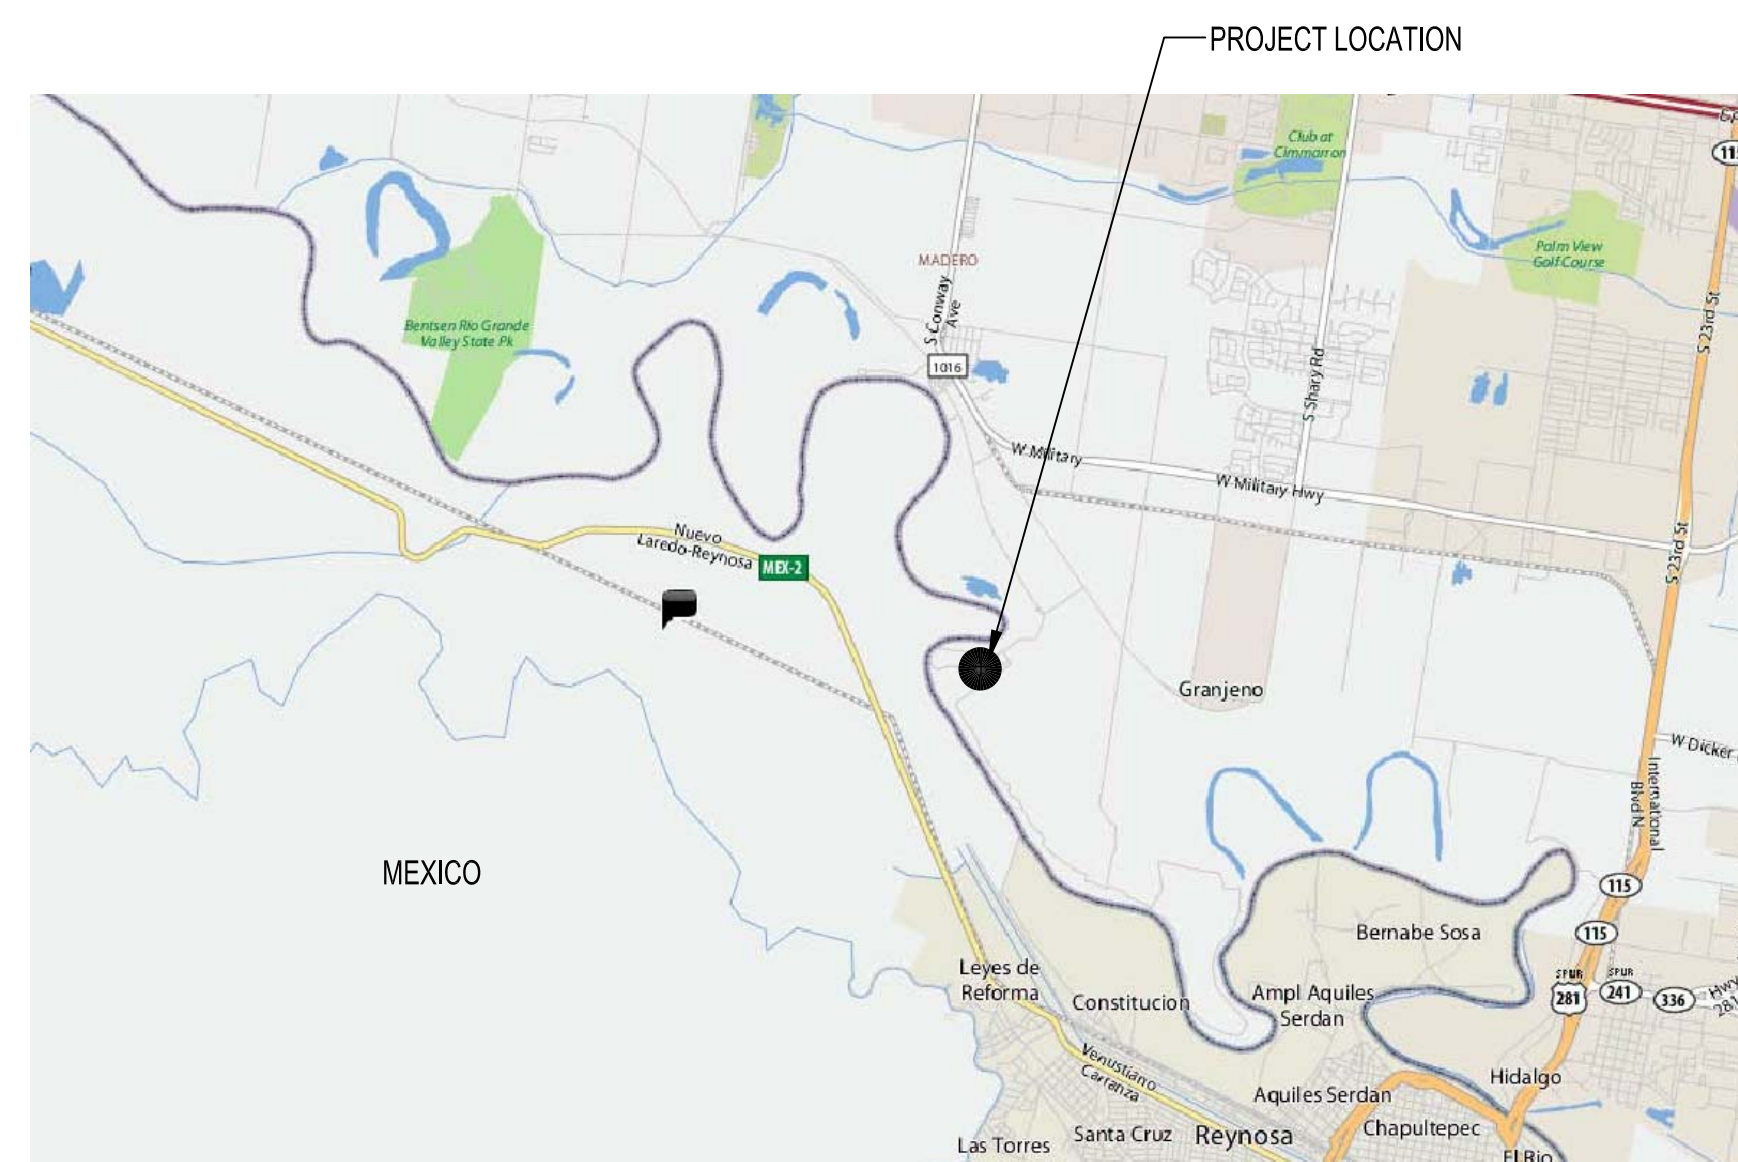 PROJECT LOCATION
Club at
Cimmarron
Palm View
Golf Course
MADERO
S Conway
Ave
S 23rd St
Bentsen Rio Grande
Valley State Pk
1016
S Shary Rd
W Military
W Military Hwy
Nuevo
Laredo-Reynosa
MEX-2
S 23rd St
Granjeno
W Dicker
International
Blvd N
MEXICO
115
Bernabe Sosa
115
Leyes de
Reforma
Constitucion
Ampl Aquiles
Serdan
SPUR
281
SPUR
241
336
Hwy
281
Venustiano
Carranza
Hidalgo
Aquiles Serdan
Las Torres
Santa Cruz
Reynosa
Chapultepec
El Rio